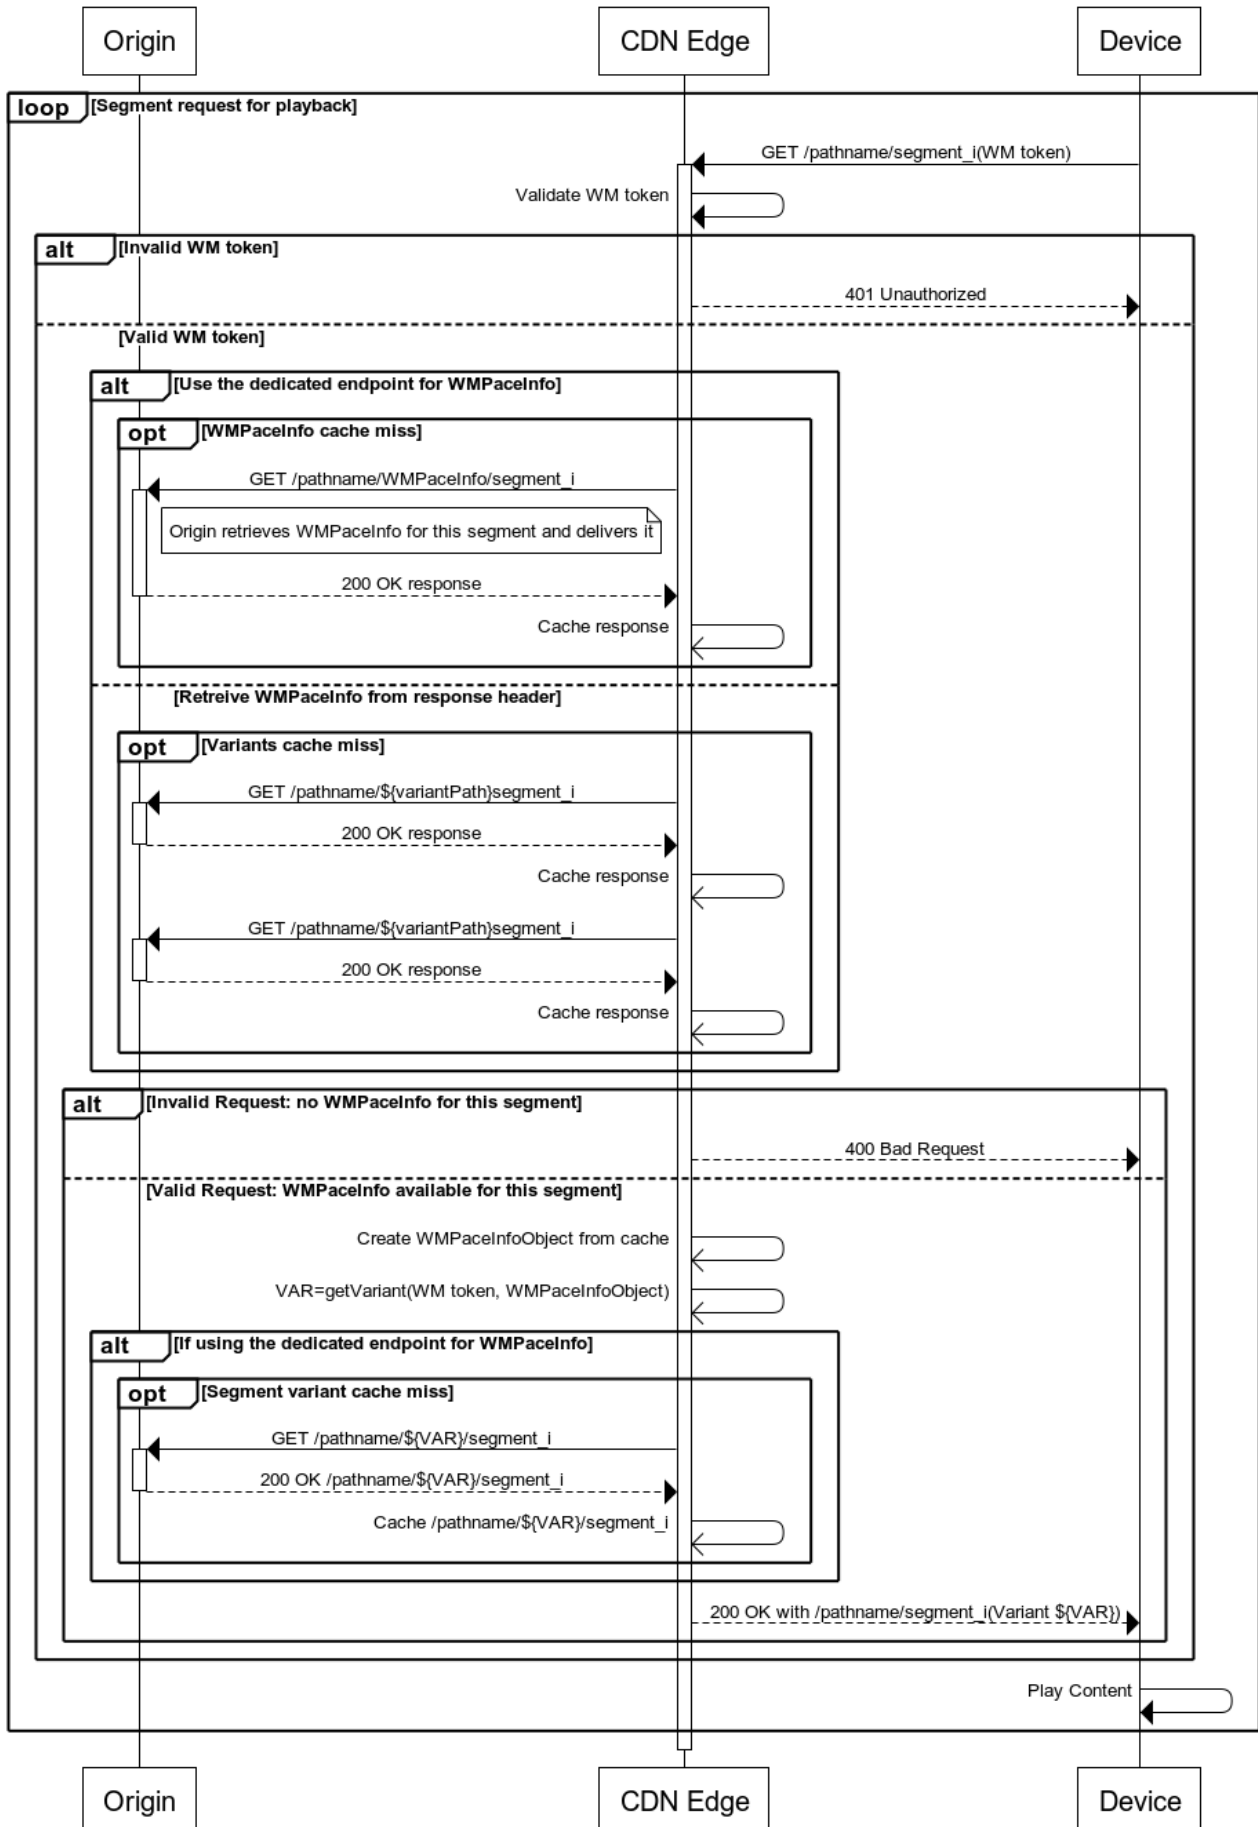 Origin
CDN Edge
Device
loop
[Segment request for playback]
GET /pathname/segment_i(WM token)
Validate WM token
alt
[Invalid WM token]
401 Unauthorized
[Valid WM token]
alt
[Use the dedicated endpoint for WMPaceInfo]
opt
[WMPaceInfo cache miss]
GET /pathname/WMPaceInfo/segment_i
Origin retrieves WMPaceInfo for this segment and delivers it
200 OK response
Cache response
[Retreive WMPaceInfo from response header]
opt
[Variants cache miss]
GET /pathname/${variantPath}segment_i
200 OK response
Cache response
GET /pathname/${variantPath}segment_i
200 OK response
Cache response
alt
[Invalid Request: no WMPaceInfo for this segment]
400 Bad Request
[Valid Request: WMPaceInfo available for this segment]
Create WMPaceInfoObject from cache
VAR=getVariant(WM token, WMPaceInfoObject)
alt
[If using the dedicated endpoint for WMPaceInfo]
opt
[Segment variant cache miss]
GET /pathname/${VAR}/segment_i
200 OK /pathname/${VAR}/segment_i
Cache /pathname/${VAR}/segment_i
200 OK with /pathname/segment_i(Variant ${VAR})
Play Content
Origin
CDN Edge
Device